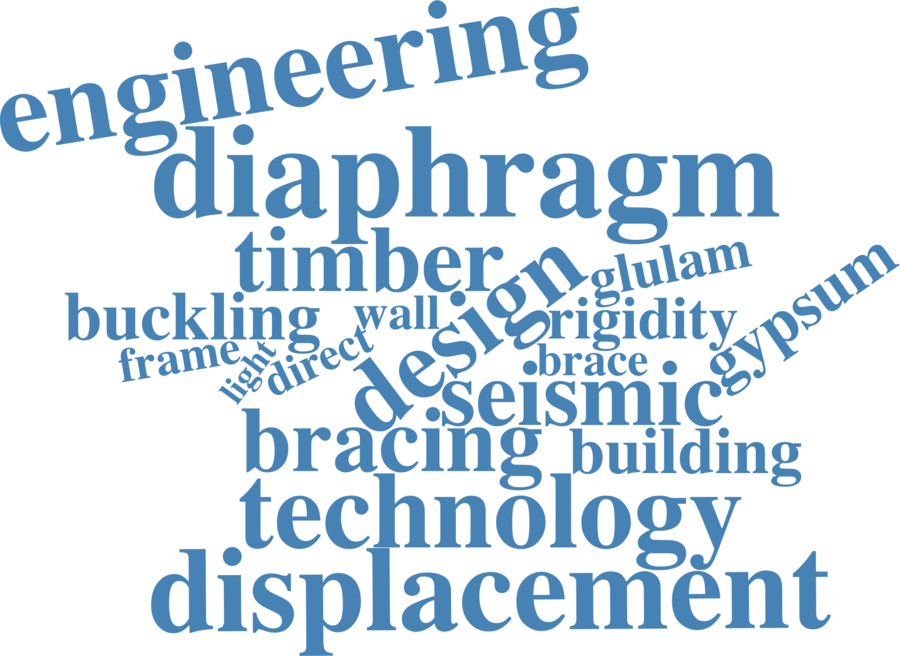 engineering
diaphragm
timber
design
glulam
gypsum
buckling
wall
rigidity
frame
light
direct
brace
seismic
bracing
building
technology
displacement